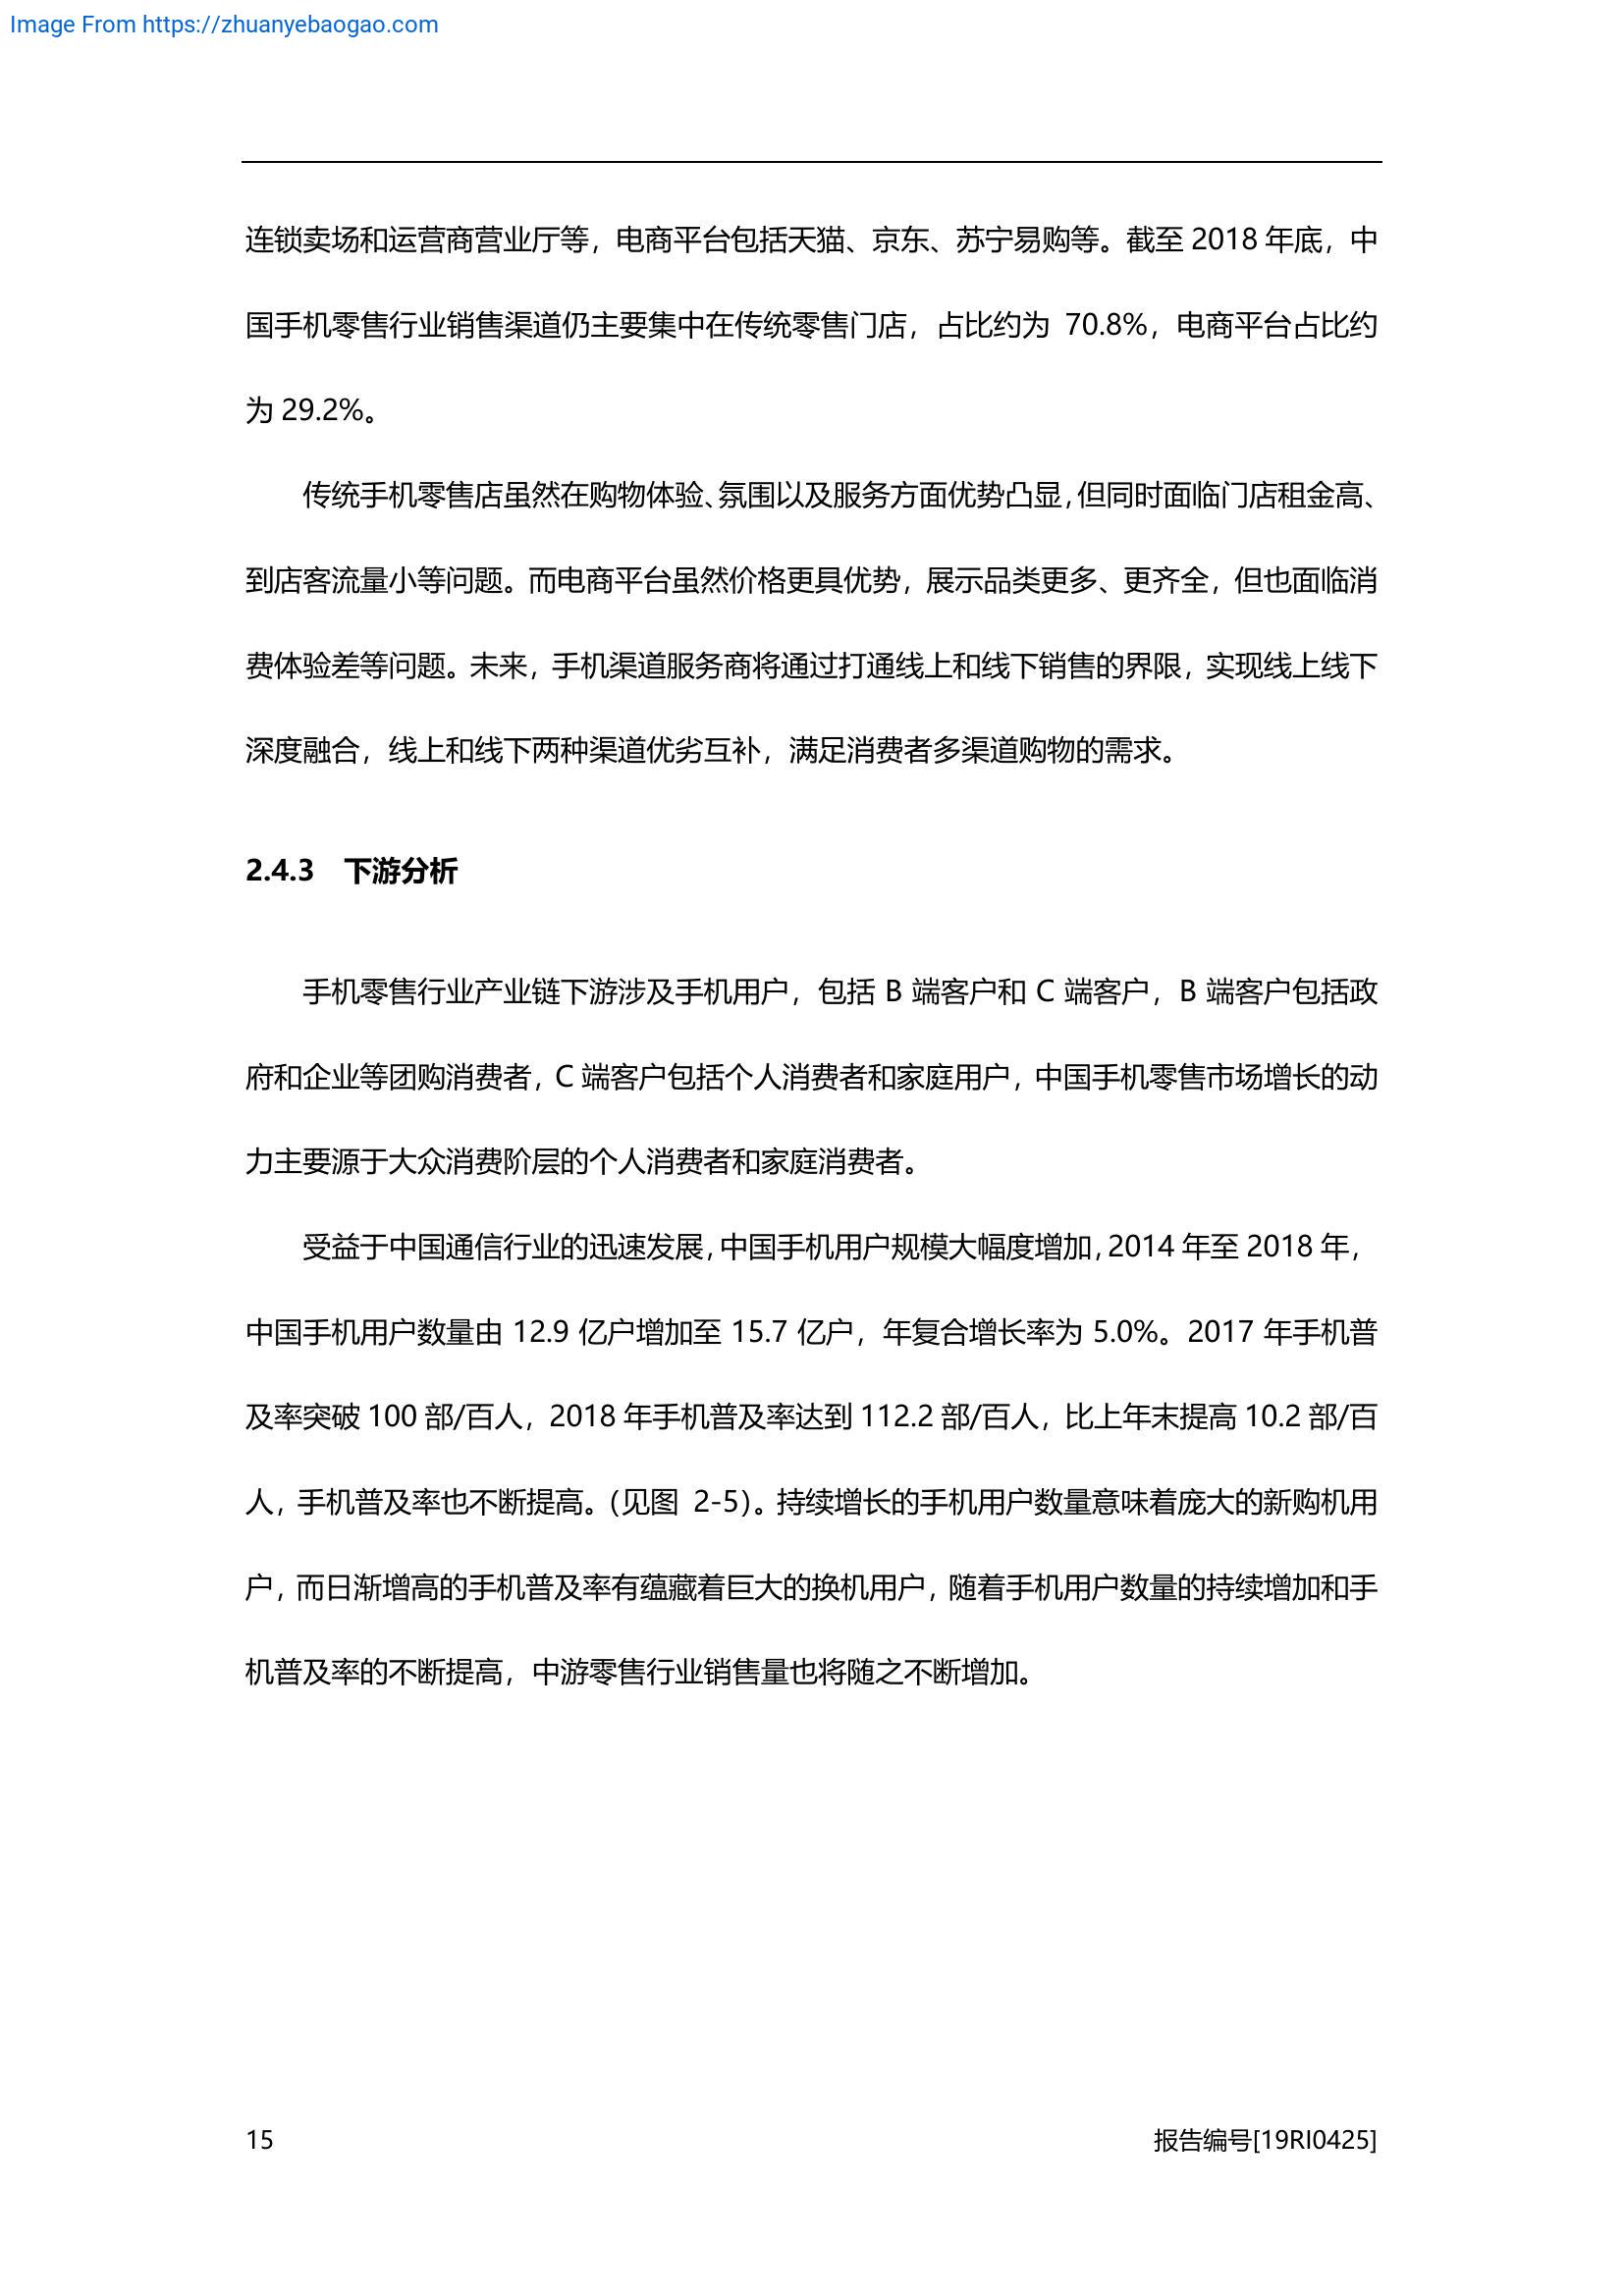 Image From https://zhuanyebaogao.com
连锁卖场和运营商营业厅等，电商平台包括天猫、京东、苏宁易购等。截至 2018 年底，中
国手机零售行业销售渠道仍主要集中在传统零售门店，占比约为 70.8%，电商平台占比约
为 29.2%。
传统手机零售店虽然在购物体验、氛围以及服务方面优势凸显，但同时面临门店租金高、
到店客流量小等问题。而电商平台虽然价格更具优势，展示品类更多、更齐全，但也面临消
费体验差等问题。未来，手机渠道服务商将通过打通线上和线下销售的界限，实现线上线下
深度融合，线上和线下两种渠道优劣互补，满足消费者多渠道购物的需求。
2.4.3 下游分析
手机零售行业产业链下游涉及手机用户，包括 B 端客户和 C 端客户，B 端客户包括政
府和企业等团购消费者，C 端客户包括个人消费者和家庭用户，中国手机零售市场增长的动
力主要源于大众消费阶层的个人消费者和家庭消费者。
受益于中国通信行业的迅速发展，中国手机用户规模大幅度增加，2014 年至 2018 年，
中国手机用户数量由 12.9 亿户增加至 15.7 亿户，年复合增长率为 5.0%。2017 年手机普
及率突破 100 部/百人，2018 年手机普及率达到 112.2 部/百人，比上年末提高 10.2 部/百
人，手机普及率也不断提高。（见图 2-5）。持续增长的手机用户数量意味着庞大的新购机用
户，而日渐增高的手机普及率有蕴藏着巨大的换机用户，随着手机用户数量的持续增加和手
机普及率的不断提高，中游零售行业销售量也将随之不断增加。
15 报告编号[19RI0425]